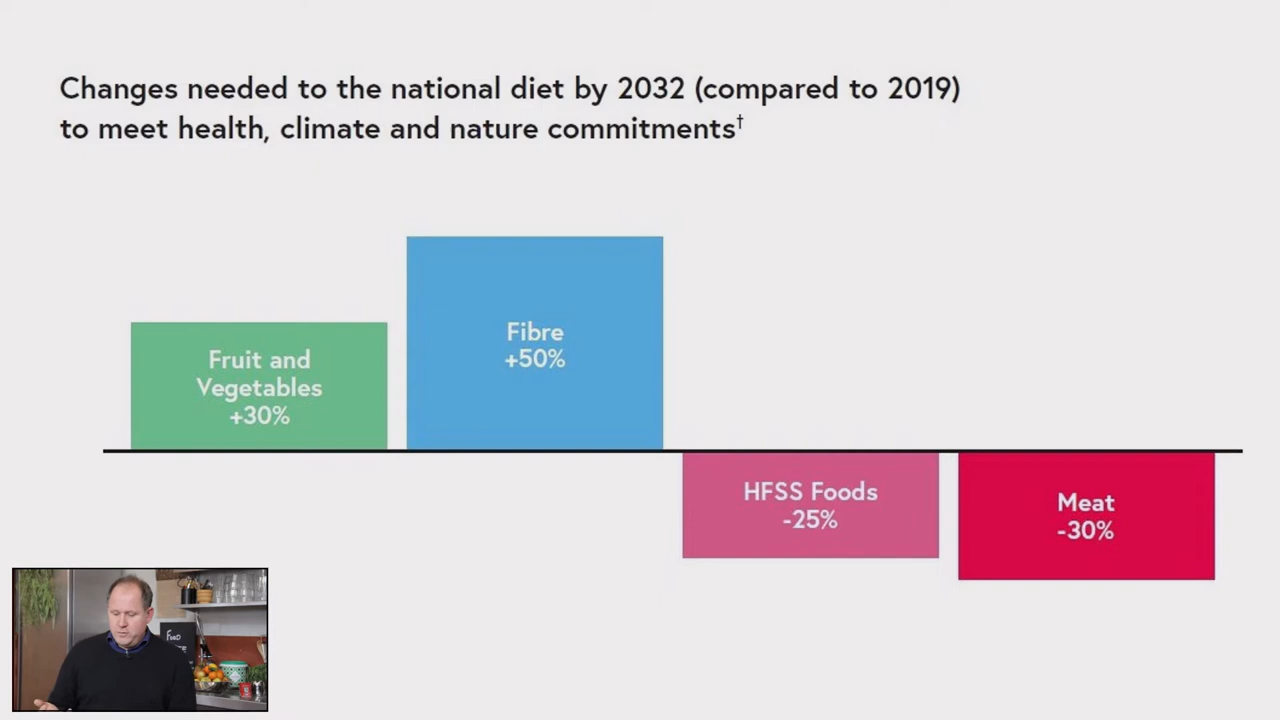 Changes needed to the national diet by 2032 (compared to 2019)
to meet health, climate and nature commitments†
Fruit and
Vegetables
+30%
Fibre
+50%
HFSS Foods
-25%
Meat
-30%